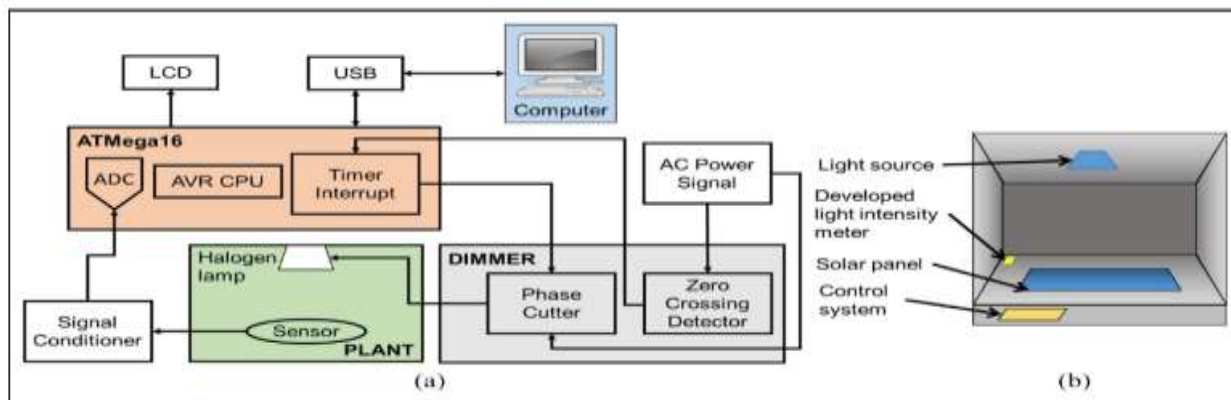 LCD
USB
Computer
ATMega16
ADC
AVR CPU
Timer
Interrupt
AC Power
Signal
Halogen
lamp
Sensor
PLANT
Signal
Conditioner
DIMMER
Phase
Cutter
Zero
Crossing
Detector
(a)
Light source
Developed
light intensity
meter
Solar panel
Control
system
(b)